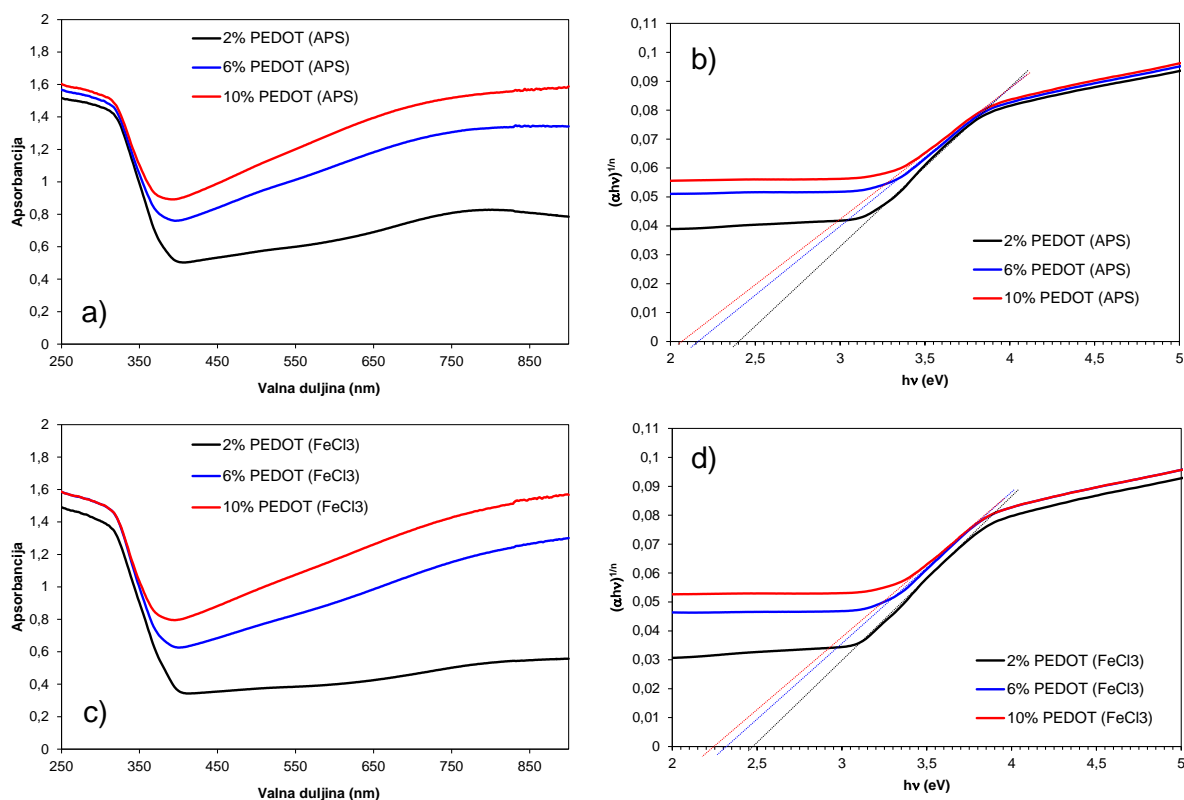 2
1,8
1,6
1,4
1,2
1
0,8
0,6
0,4
0,2
0
Apsorbancija
2% PEDOT (APS)
6% PEDOT (APS)
10% PEDOT (APS)
a)
250 350 450 550 650 750 850
Valna duljina (nm)
0,11
0,1
0,09
0,08
0,07
0,06
0,05
0,04
0,03
0,02
0,01
0
(αhν)1/n
b)
2% PEDOT (APS)
6% PEDOT (APS)
10% PEDOT (APS)
2 2,5 3 3,5 4 4,5 5
hν (eV)
2
1,8
1,6
1,4
1,2
1
0,8
0,6
0,4
0,2
0
Apsorbancija
2% PEDOT (FeCl3)
6% PEDOT (FeCl3)
10% PEDOT (FeCl3)
c)
250 350 450 550 650 750 850
Valna duljina (nm)
0,11
0,1
0,09
0,08
0,07
0,06
0,05
0,04
0,03
0,02
0,01
0
(αhν)1/n
d)
2% PEDOT (FeCl3)
6% PEDOT (FeCl3)
10% PEDOT (FeCl3)
2 2,5 3 3,5 4 4,5 5
hν (eV)